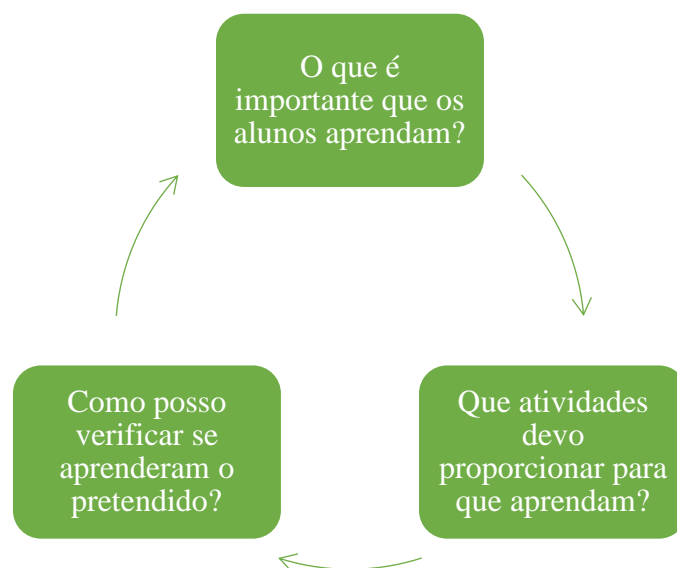 O que é
importante que os
alunos aprendam?
Que atividades
devo
proporcionar para
que aprendam?
Como posso
verificar se
aprenderam o
pretendido?